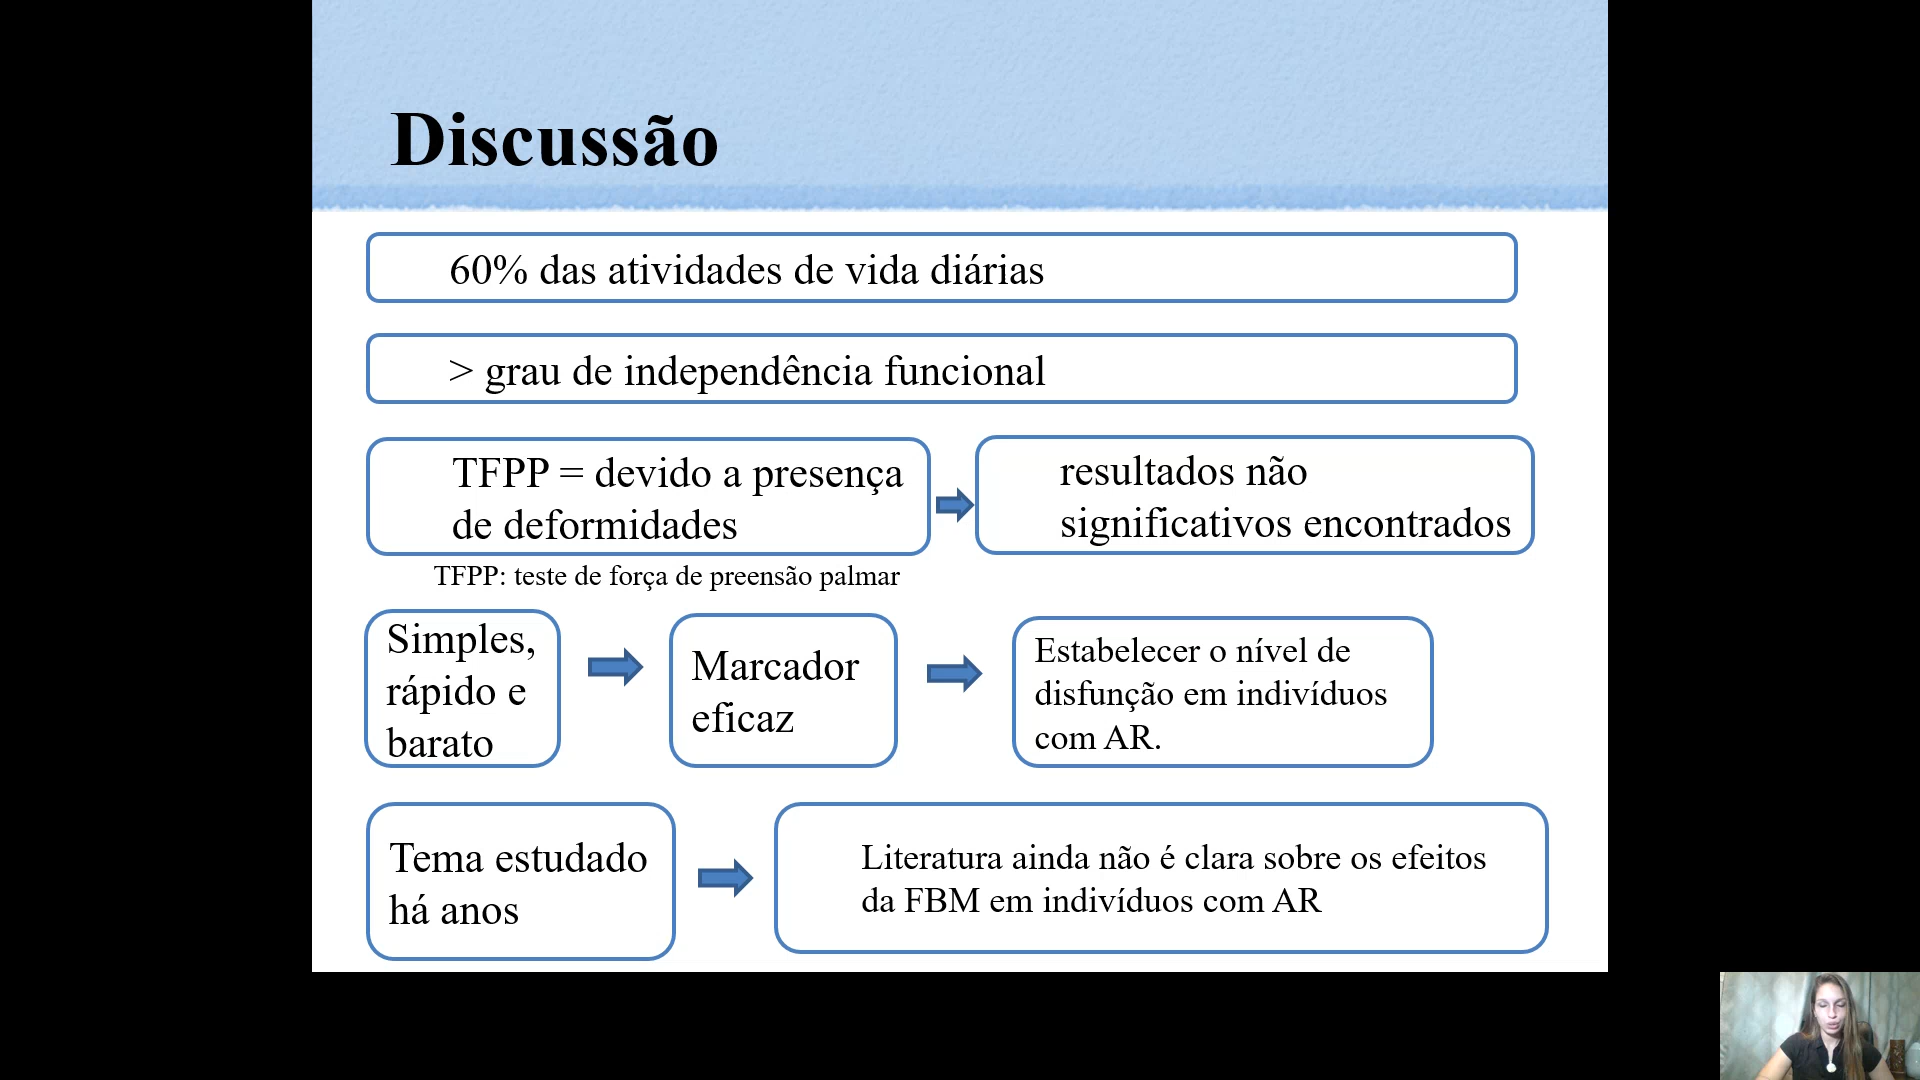 Discussão
60% das atividades de vida diárias
> grau de independência funcional
TFPP = devido a presença
de deformidades
resultados não
significativos encontrados
TFPP: teste de força de preensão palmar
Simples,
rápido e
barato
Marcador
eficaz
Estabelecer o nível de
disfunção em indivíduos
com AR.
Tema estudado
há anos
Literatura ainda não é clara sobre os efeitos
da FBM em indivíduos com AR